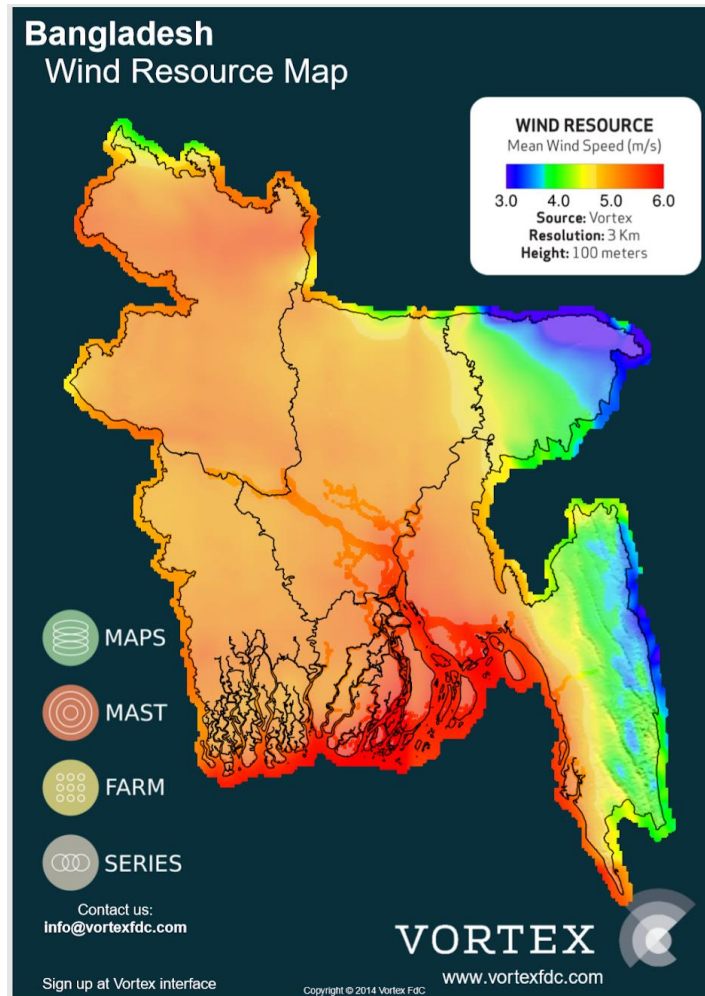 Bangladesh
Wind Resource Map
WIND RESOURCE
Mean Wind Speed (m/s)
3.0 4.0 5.0 6.0
Source: Vortex
Resolution: 3 Km
Height: 100 meters
MAPS
MAST
FARM
SERIES
Contact us:
info@vortexfdc.com
VORTEX
www.vortexfdc.com
Sign up at Vortex interface
Copyright © 2014 Vortex FdC